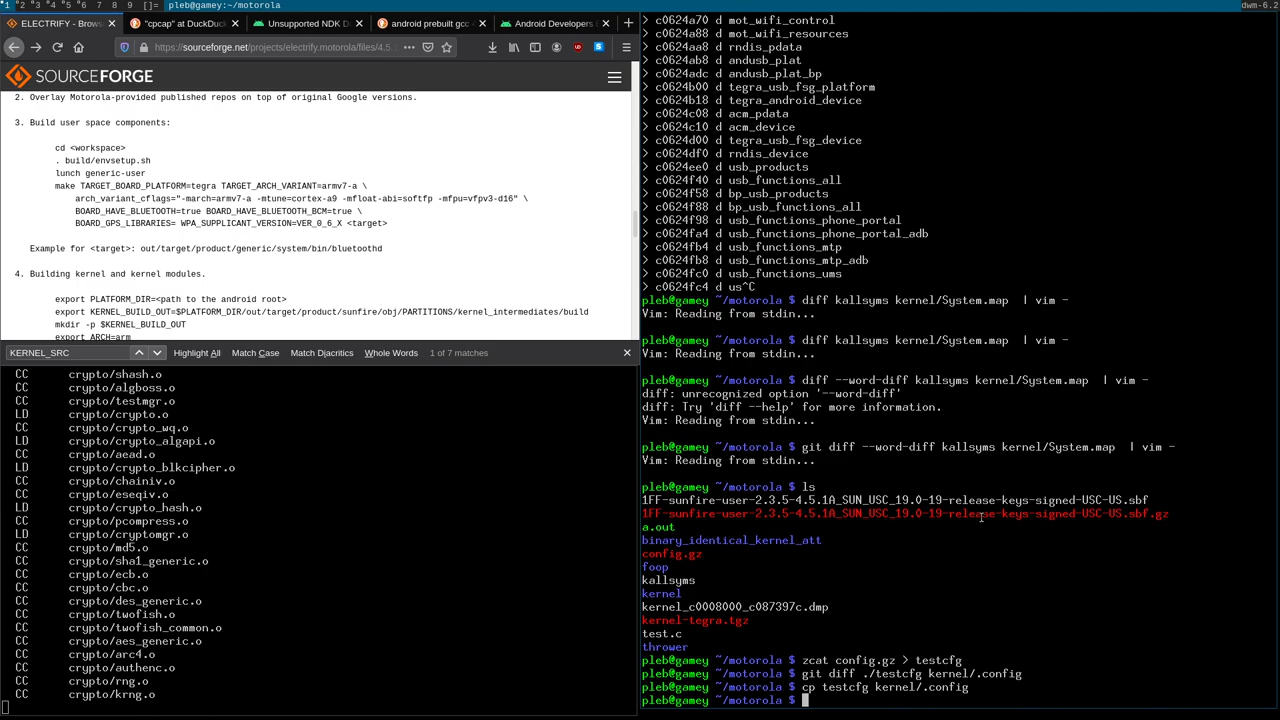 1 2 3 4 5 6 7 8 9 []= pleb@gamey:~/motorola dwm-6.2
ELECTRIFY - Browse Files a
"cpcap" at DuckDuck
Unsupported NDK D
android prebuilt gcc
Android Developers B
https://sourceforge.net/projects/electrify.motorola/files/4.5.
SOURCEFORGE
2. Overlay Motorola-provided published repos on top of original Google versions.
3. Build user space components:
cd <workspace>
. build/envsetup.sh
lunch generic-user
make TARGET_BOARD_PLATFORM=tegra TARGET_ARCH_VARIANT=armv7-a \
arch_variant_cflags="-march=armv7-a -mtune=cortex-a9 -mfloat-abi=softfp -mfpu=vfpv3-d16" \
BOARD_HAVE_BLUETOOTH=true BOARD_HAVE_BLUETOOTH_BCM=true \
BOARD_GPS_LIBRARIES= WPA_SUPPLICANT_VERSION=VER_0_6_X <target>
Example for <target>: out/target/product/generic/system/bin/bluetoothd
4. Building kernel and kernel modules.
export PLATFORM_DIR=<path to the android root>
export KERNEL_BUILD_OUT=$PLATFORM_DIR/out/target/product/sunfire/obj/PARTITIONS/kernel_intermediates/build
mkdir -p $KERNEL_BUILD_OUT
export ARCH=arm
KERNEL_SRC Highlight All Match Case Match Diacritics Whole Words 1 of 7 matches
CC crypto/shash.o
CC crypto/algboss.o
CC crypto/testmgr.o
LD crypto/crypto.o
CC crypto/crypto_wq.o
LD crypto/crypto_algapi.o
CC crypto/aead.o
LD crypto/crypto_blkcipher.o
CC crypto/chainiv.o
CC crypto/eseqiv.o
LD crypto/crypto_hash.o
CC crypto/pcompress.o
LD crypto/cryptomgr.o
CC crypto/md5.o
CC crypto/sha1_generic.o
CC crypto/ecb.o
CC crypto/cbc.o
CC crypto/des_generic.o
CC crypto/twofish.o
CC crypto/twofish_common.o
CC crypto/aes_generic.o
CC crypto/arc4.o
CC crypto/authenc.o
CC crypto/rng.o
CC crypto/krng.o
> c0624a70 d mot_wifi_control
> c0624a88 d mot_wifi_resources
> c0624aa8 d rndis_pdata
> c0624ab8 d andusb_plat
> c0624adc d andusb_plat_bp
> c0624b00 d tegra_usb_fsg_platform
> c0624b18 d tegra_android_device
> c0624c08 d acm_pdata
> c0624c10 d acm_device
> c0624d00 d tegra_usb_fsg_device
> c0624df0 d rndis_device
> c0624ee0 d usb_products
> c0624f40 d usb_functions_all
> c0624f58 d bp_usb_products
> c0624f88 d bp_usb_functions_all
> c0624f98 d usb_functions_phone_portal
> c0624fa4 d usb_functions_phone_portal_adb
> c0624fb4 d usb_functions_mtp
> c0624fb8 d usb_functions_mtp_adb
> c0624fc0 d usb_functions_ums
> c0624fc4 d us^C
pleb@gamey ~/motorola $ diff kallsyms kernel/System.map | vim -
Vim: Reading from stdin...
pleb@gamey ~/motorola $ diff kallsyms kernel/System.map | vim -
Vim: Reading from stdin...
pleb@gamey ~/motorola $ diff --word-diff kallsyms kernel/System.map | vim -
diff: unrecognized option '--word-diff'
diff: Try 'diff --help' for more information.
Vim: Reading from stdin...
pleb@gamey ~/motorola $ git diff --word-diff kallsyms kernel/System.map | vim -
Vim: Reading from stdin...
pleb@gamey ~/motorola $ ls
1FF-sunfire-user-2.3.5-4.5.1A_SUN_USC_19.0-19-release-keys-signed-USC-US.sbf
1FF-sunfire-user-2.3.5-4.5.1A_SUN_USC_19.0-19-release-keys-signed-USC-US.sbf.gz
a.out
binary_identical_kernel_att
config.gz
foop
kallsyms
kernel
kernel_c0008000_c087397c.dmp
kernel-tegra.tgz
test.c
thrower
pleb@gamey ~/motorola $ zcat config.gz > testcfg
pleb@gamey ~/motorola $ git diff ./testcfg kernel/.config
pleb@gamey ~/motorola $ cp testcfg kernel/.config
pleb@gamey ~/motorola $